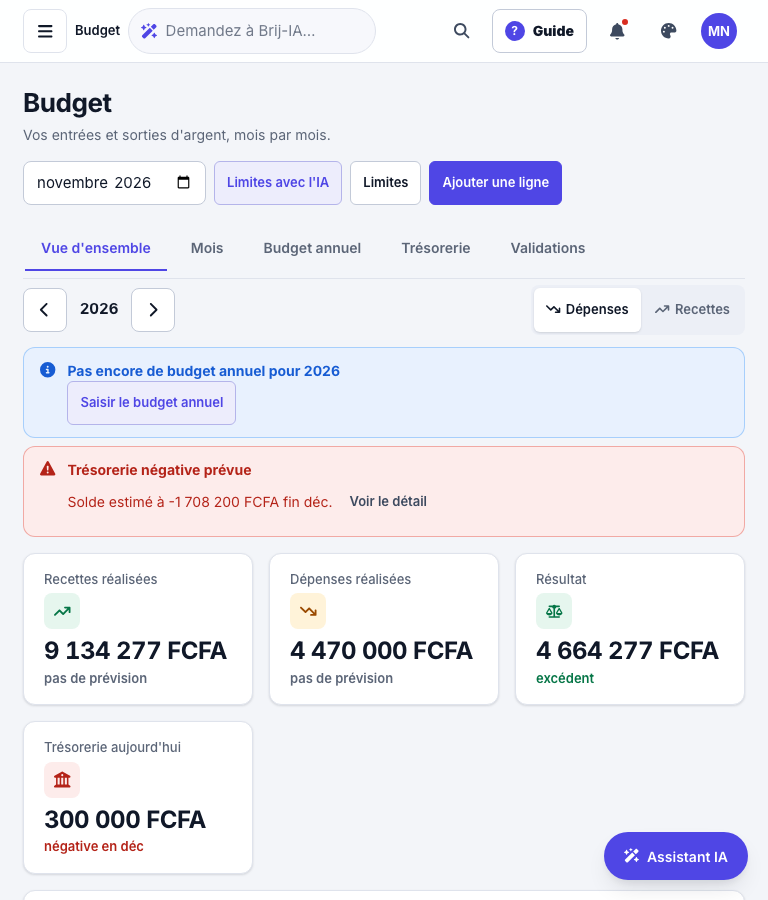 Budget
Demandez à Brij-IA...
? Guide
MN
Budget
Vos entrées et sorties d'argent, mois par mois.
novembre 2026
Limites avec l'IA
Limites
Ajouter une ligne
Vue d'ensemble
Mois
Budget annuel
Trésorerie
Validations
2026
Dépenses
Recettes
Pas encore de budget annuel pour 2026
Saisir le budget annuel
Trésorerie négative prévue
Solde estimé à -1 708 200 FCFA fin déc.
Voir le détail
Recettes réalisées
9 134 277 FCFA
pas de prévision
Dépenses réalisées
4 470 000 FCFA
pas de prévision
Résultat
4 664 277 FCFA
excédent
Trésorerie aujourd'hui
300 000 FCFA
négative en déc
Assistant IA